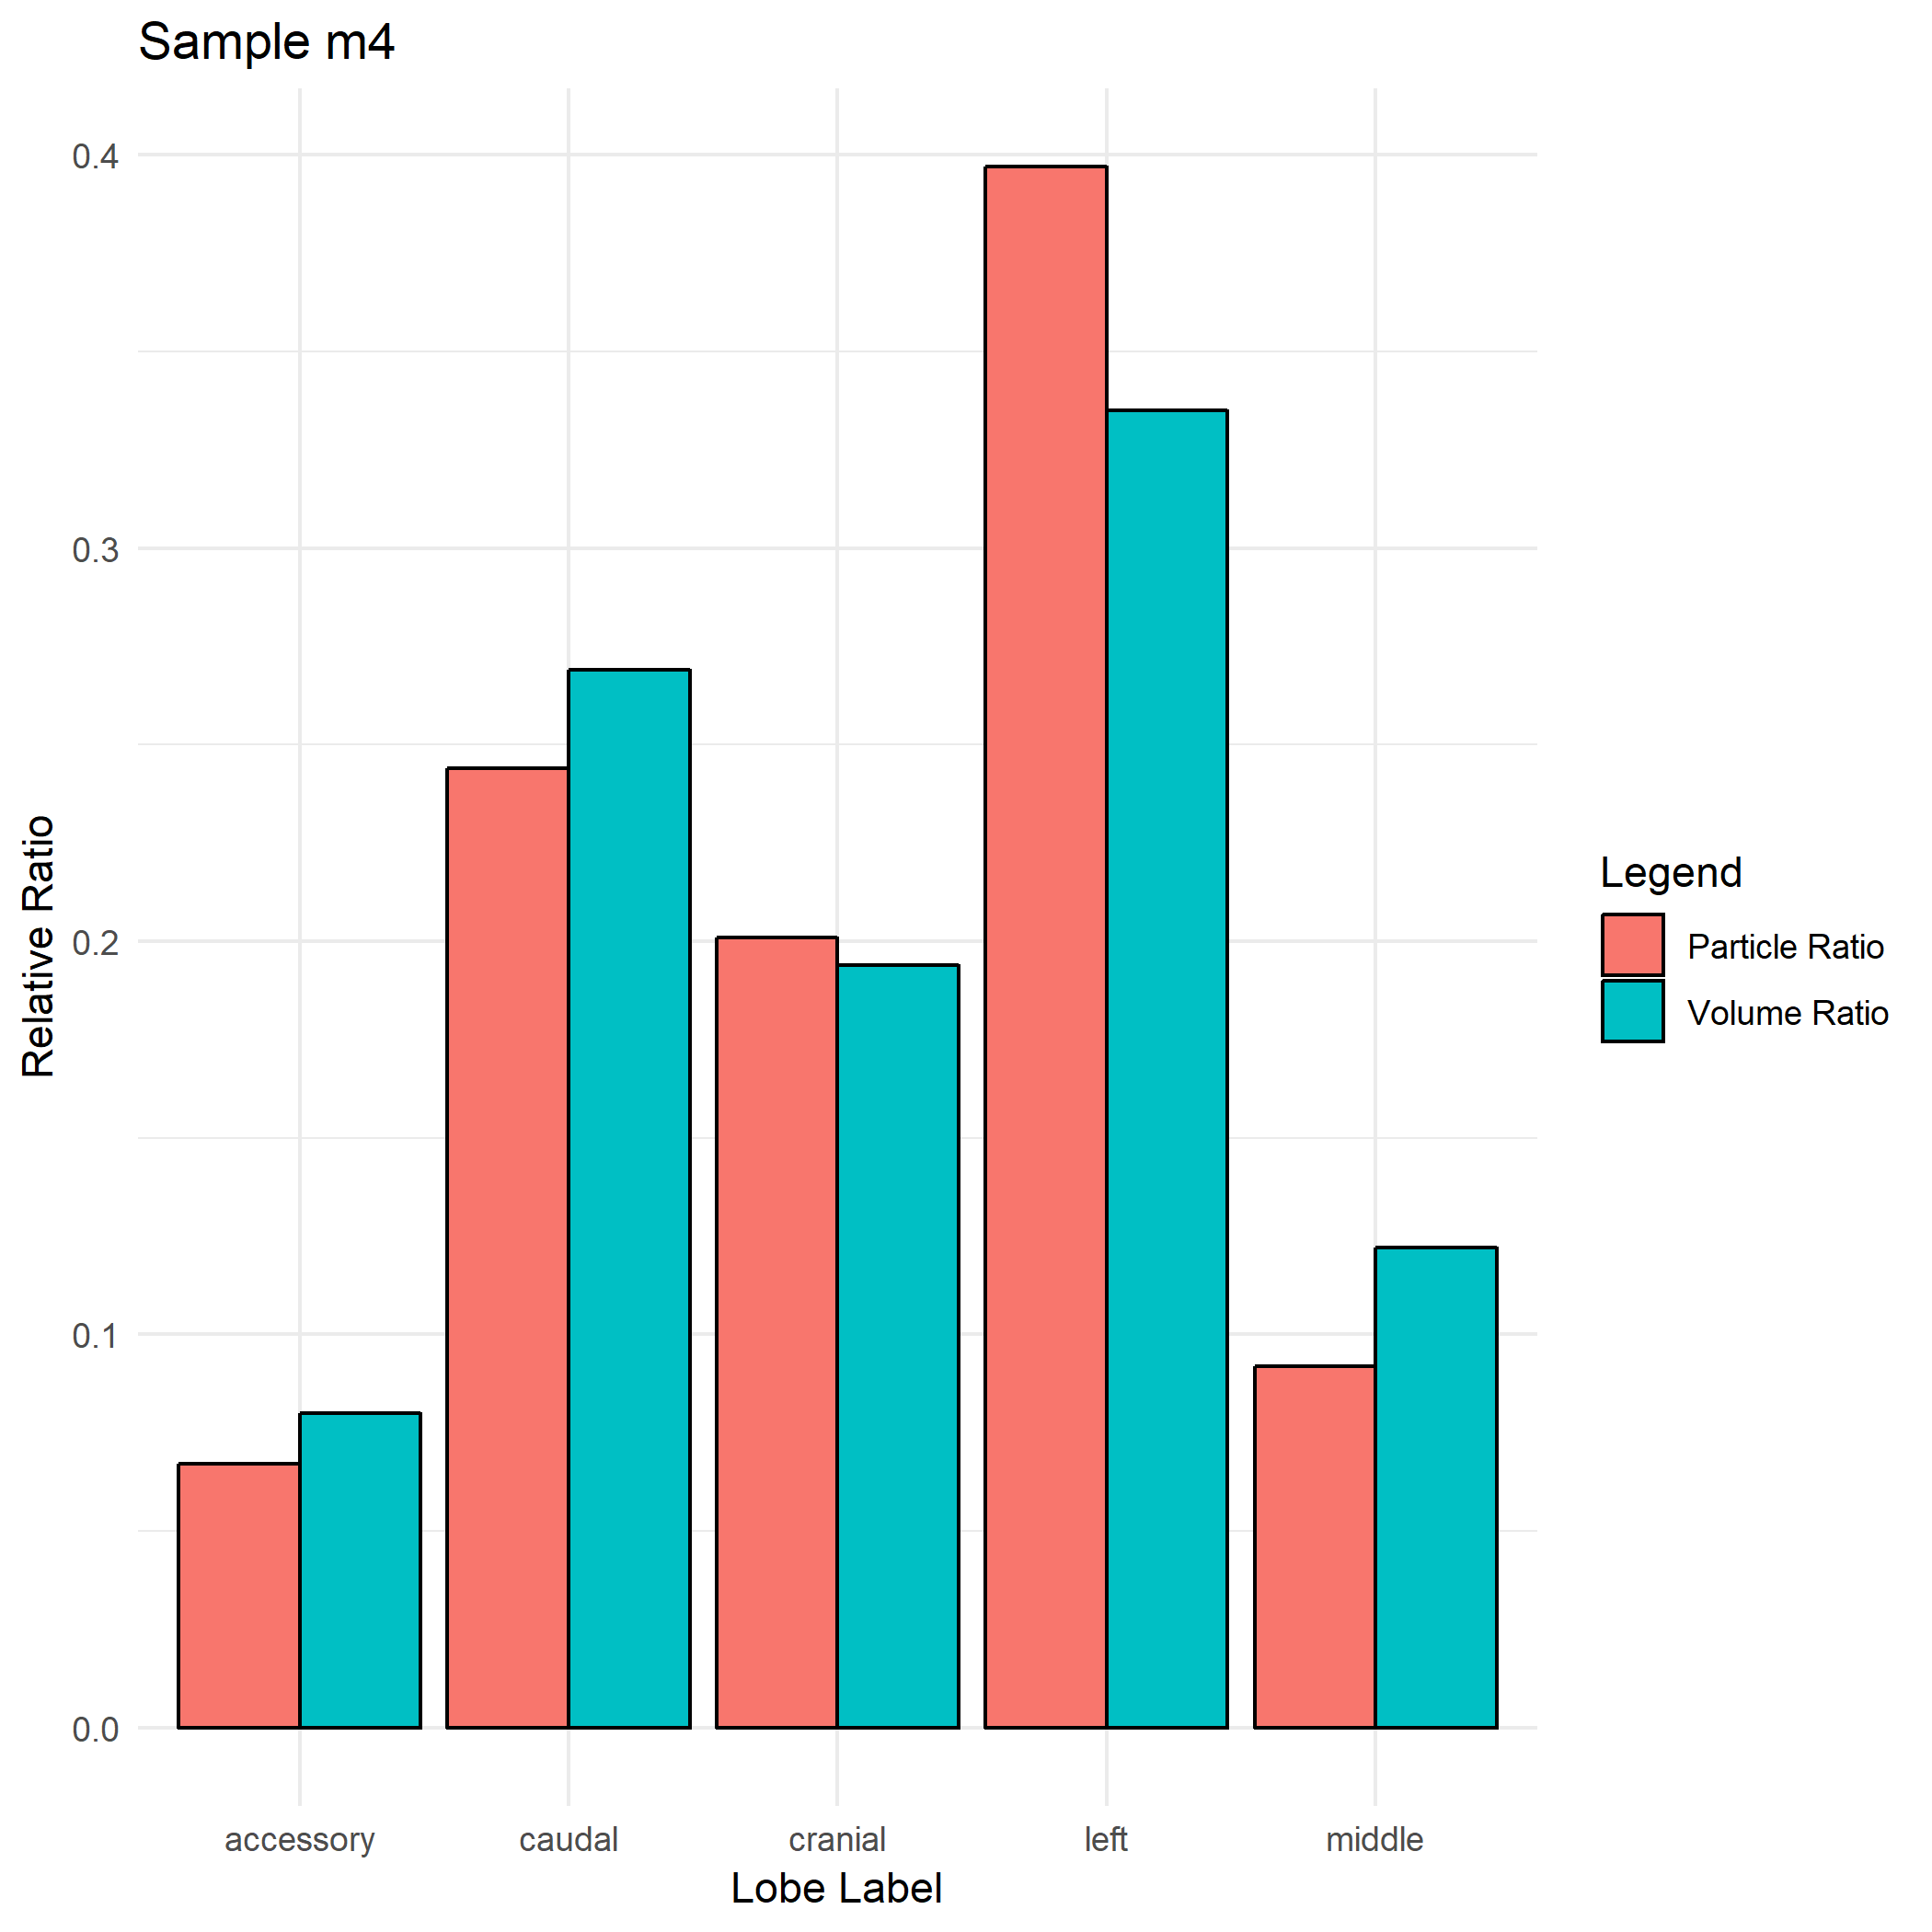 Sample m4
0.4
0.3
0.2
0.1
0.0
Relative Ratio
accessory caudal cranial left middle
Lobe Label
Legend
Particle Ratio
Volume Ratio